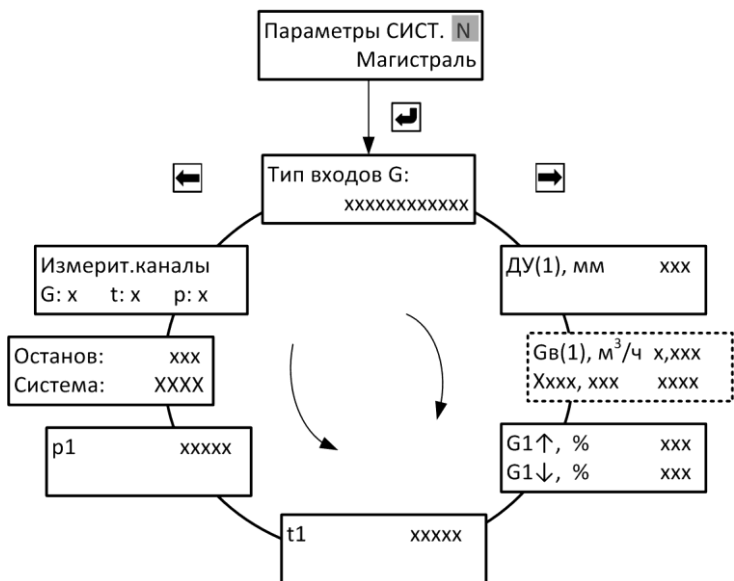 Параметры СИСТ. N
Магистраль
Тип входов G:
xxxxxxxxxxxx
Измерит.каналы
G: x t: x p: x
ДУ(1), мм xxx
Останов: xxx
Система: XXXX
Gв(1), м³/ч x,xxx
Xxxx, xxx xxxx
p1 xxxxx
G1↑, % xxx
G1↓, % xxx
t1 xxxxx